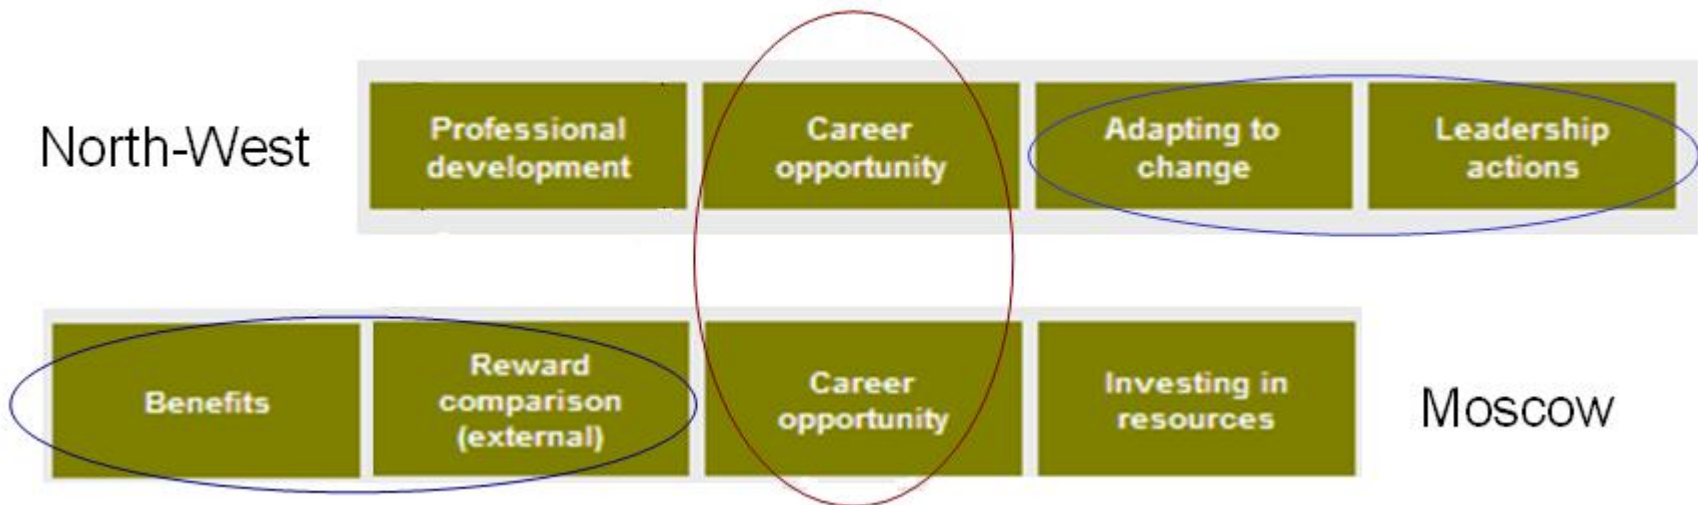 North-West
Professional
development
Career
opportunity
Adapting to
change
Leadership
actions
Benefits
Reward
comparison
(external)
Career
opportunity
Investing in
resources
Moscow